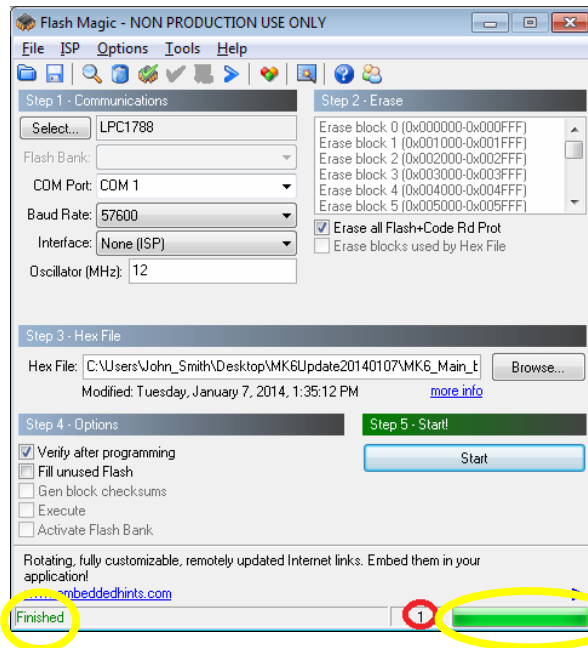 Flash Magic - NON PRODUCTION USE ONLY
File ISP Options Tools Help
Step 1 - Communications
Select... LPC1788
Flash Bank:
COM Port: COM 1
Baud Rate: 57600
Interface: None (ISP)
Oscillator (MHz): 12
Step 2 - Erase
Erase block 0 (0x000000-0x000FFF)
Erase block 1 (0x001000-0x001FFF)
Erase block 2 (0x002000-0x002FFF)
Erase block 3 (0x003000-0x003FFF)
Erase block 4 (0x004000-0x004FFF)
Erase block 5 (0x005000-0x005FFF)
Erase all Flash+Code Rd Prot
Erase blocks used by Hex File
Step 3 - Hex File
Hex File: C:\Users\John_Smith\Desktop\MK6Update20140107\MK6_Main_ Browse...
Modified: Tuesday, January 7, 2014, 1:35:12 PM more info
Step 4 - Options
Verify after programming
Fill unused Flash
Gen block checksums
Execute
Activate Flash Bank
Step 5 - Start!
Start
Rotating, fully customizable, remotely updated Internet links. Embed them in your
application!
www.embeddedhints.com
Finished 1